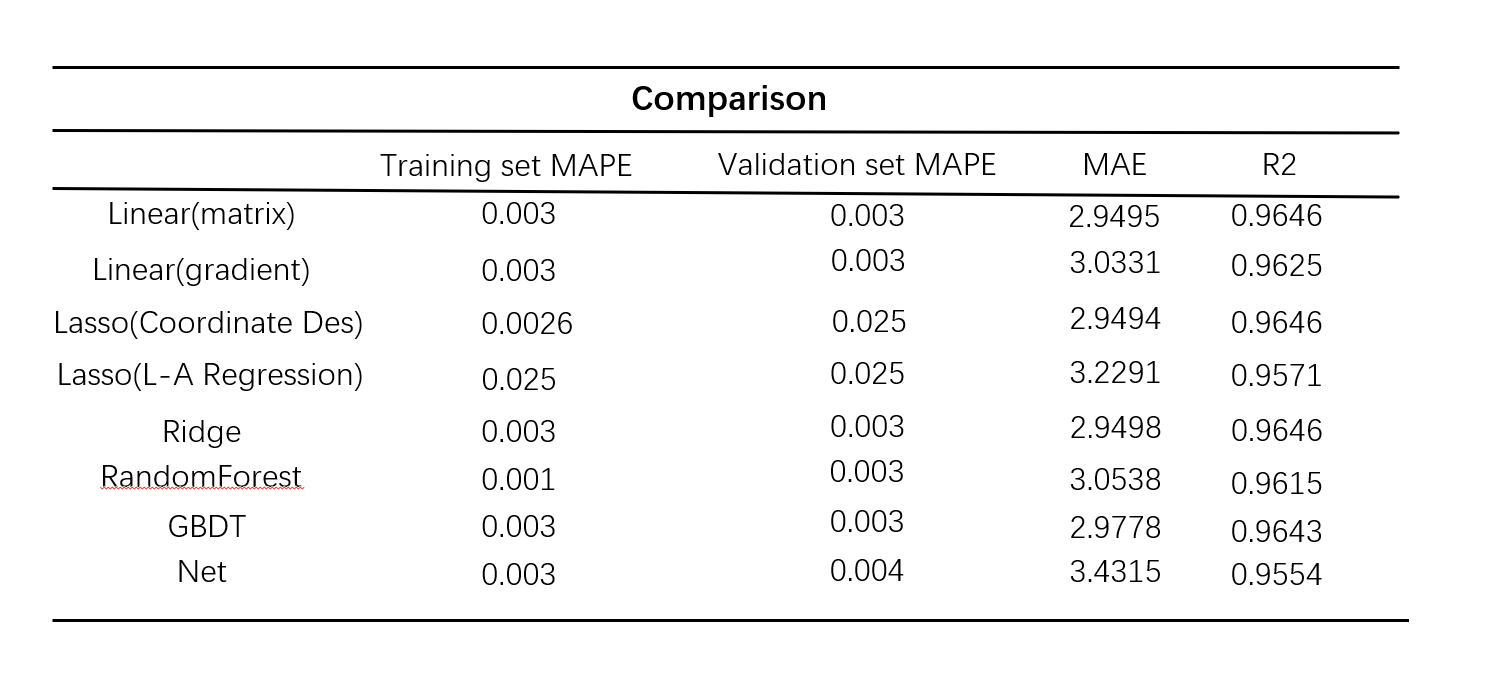 Comparison
Training set MAPE Validation set MAPE MAE R2
Linear(matrix) 0.003 0.003 2.9495 0.9646
Linear(gradient) 0.003 0.003 3.0331 0.9625
Lasso(Coordinate Des) 0.0026 0.025 2.9494 0.9646
Lasso(L-A Regression) 0.025 0.025 3.2291 0.9571
Ridge 0.003 0.003 2.9498 0.9646
RandomForest 0.001 0.003 3.0538 0.9615
GBDT 0.003 0.003 2.9778 0.9643
Net 0.003 0.004 3.4315 0.9554